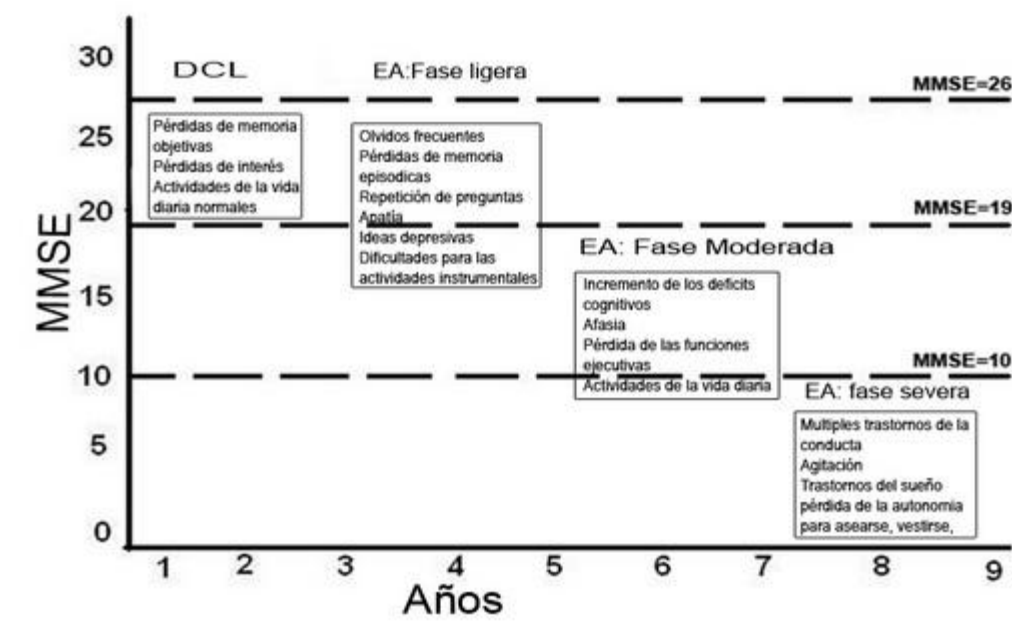 30
DCL
EA:Fase ligera
MMSE=26
Pérdidas de memoria
objetivas
Pérdidas de interés
Actividades de la vida
diaria normales
25
Olvidos frecuentes
Pérdidas de memoria
episodicas
Repetición de preguntas
Apatía
Ideas depresivas
Dificultades para las
actividades instrumentales
20
MMSE=19
MMSE
EA: Fase Moderada
15
Incremento de los deficits
cognitivos
Afasia
Pérdida de las funciones
ejecutivas
Actividades de la vida diaria
10
MMSE=10
EA: fase severa
5
Multiples trastornos de la
conducta
Agitación
Trastornos del sueño
pérdida de la autonomia
para asearse, vestirse,
0
1 2 3 4 5 6 7 8 9
Años